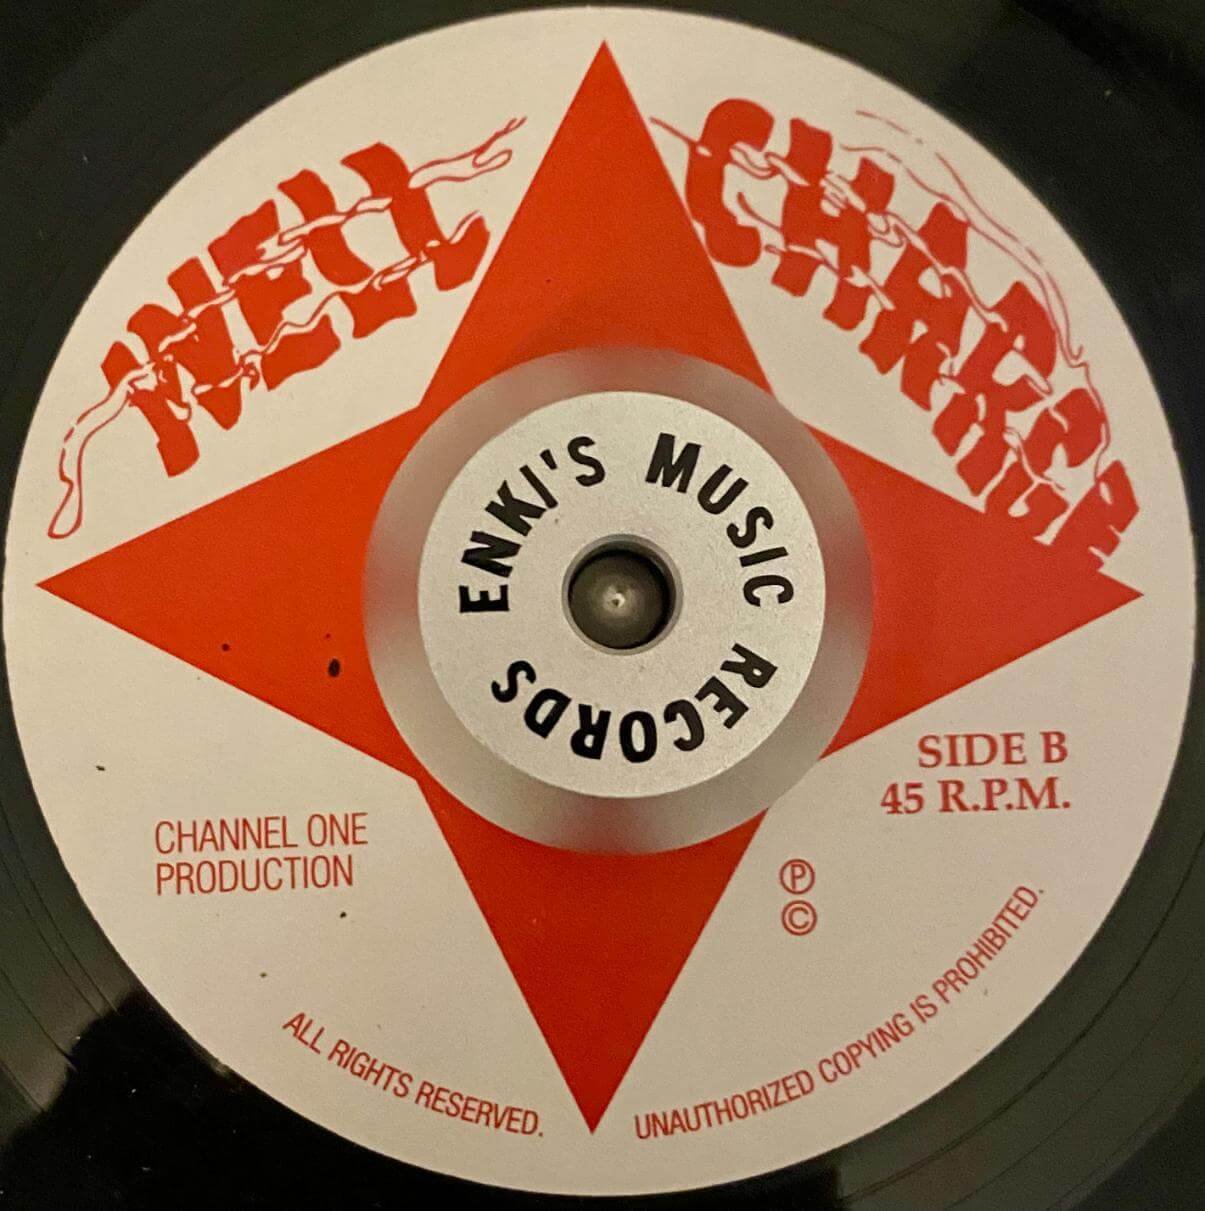 WELL CHARGE
ENKI'S MUSIC RECORDS
SIDE B
45 R.P.M.
CHANNEL ONE
PRODUCTION
Ⓟ
©
ALL RIGHTS RESERVED.
UNAUTHORIZED COPYING IS PROHIBITED.